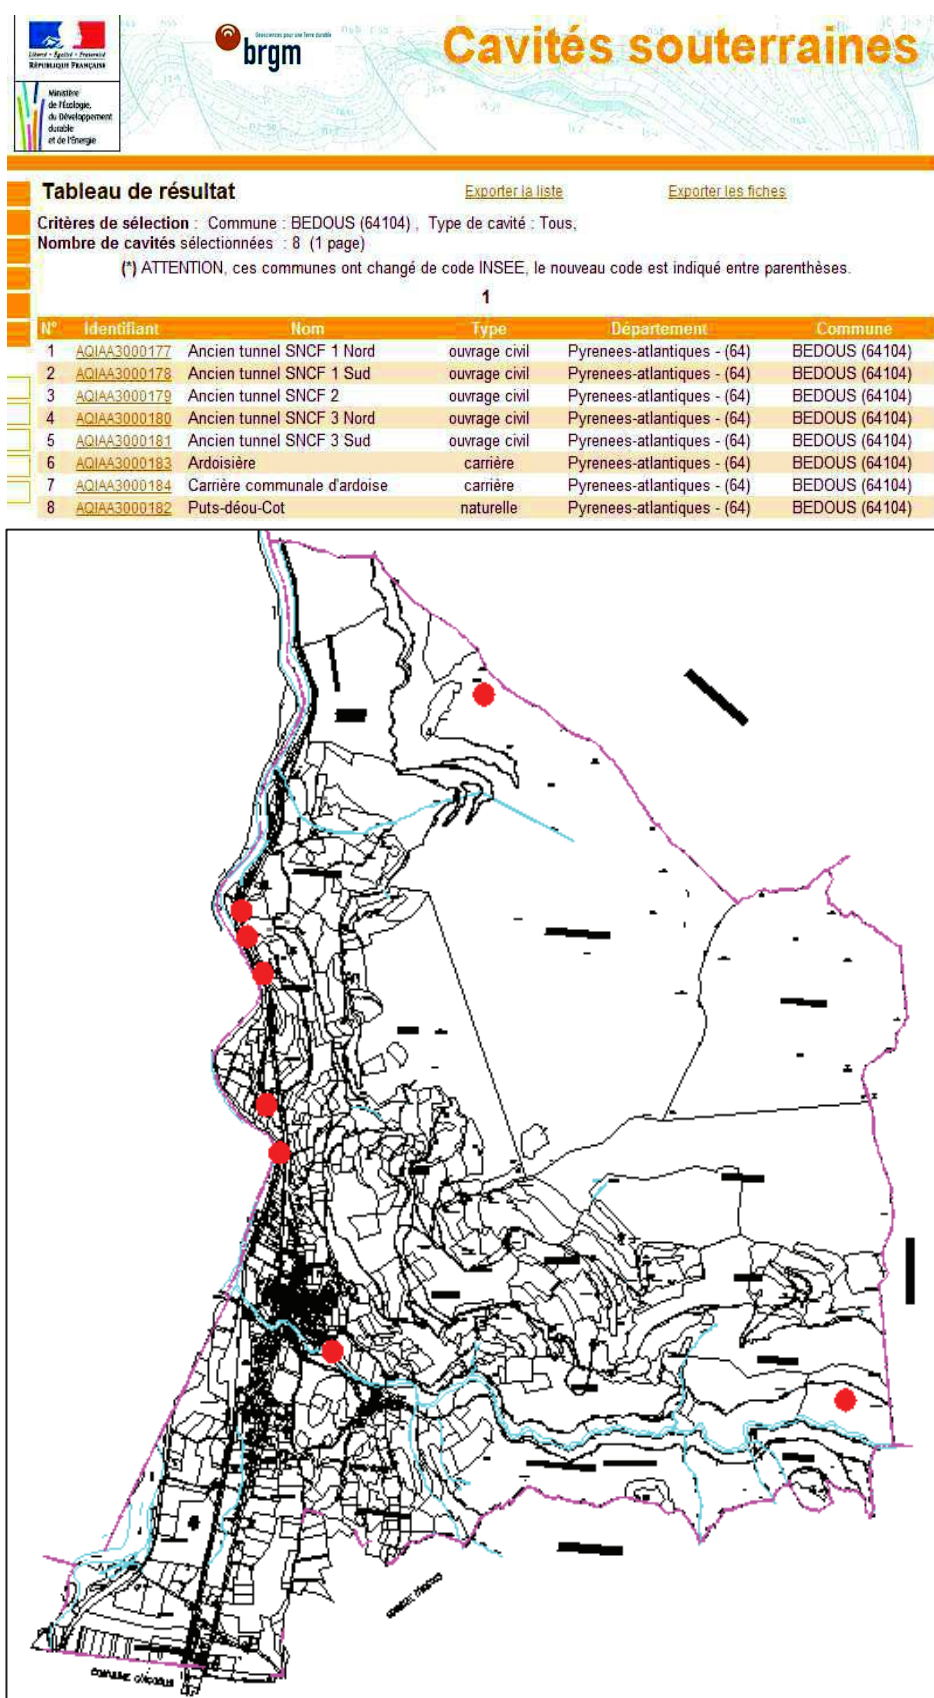 Liberté • Égalité • Fraternité
RÉPUBLIQUE FRANÇAISE
Ministère
de l'Écologie,
du Développement
durable
et de l'Énergie
Géosciences pour une Terre durable
brgm
Cavités souterraines
Tableau de résultat
Exporter la liste
Exporter les fiches
Critères de sélection : Commune : BEDOUS (64104) , Type de cavité : Tous,
Nombre de cavités sélectionnées : 8 (1 page)
(*) ATTENTION, ces communes ont changé de code INSEE, le nouveau code est indiqué entre parenthèses.
1
N° Identifiant Nom Type Département Commune
1 AQIAA3000177 Ancien tunnel SNCF 1 Nord ouvrage civil Pyrenees-atlantiques - (64) BEDOUS (64104)
2 AQIAA3000178 Ancien tunnel SNCF 1 Sud ouvrage civil Pyrenees-atlantiques - (64) BEDOUS (64104)
3 AQIAA3000179 Ancien tunnel SNCF 2 ouvrage civil Pyrenees-atlantiques - (64) BEDOUS (64104)
4 AQIAA3000180 Ancien tunnel SNCF 3 Nord ouvrage civil Pyrenees-atlantiques - (64) BEDOUS (64104)
5 AQIAA3000181 Ancien tunnel SNCF 3 Sud ouvrage civil Pyrenees-atlantiques - (64) BEDOUS (64104)
6 AQIAA3000183 Ardoisière carrière Pyrenees-atlantiques - (64) BEDOUS (64104)
7 AQIAA3000184 Carrière communale d'ardoise carrière Pyrenees-atlantiques - (64) BEDOUS (64104)
8 AQIAA3000182 Puts-déou-Cot naturelle Pyrenees-atlantiques - (64) BEDOUS (64104)